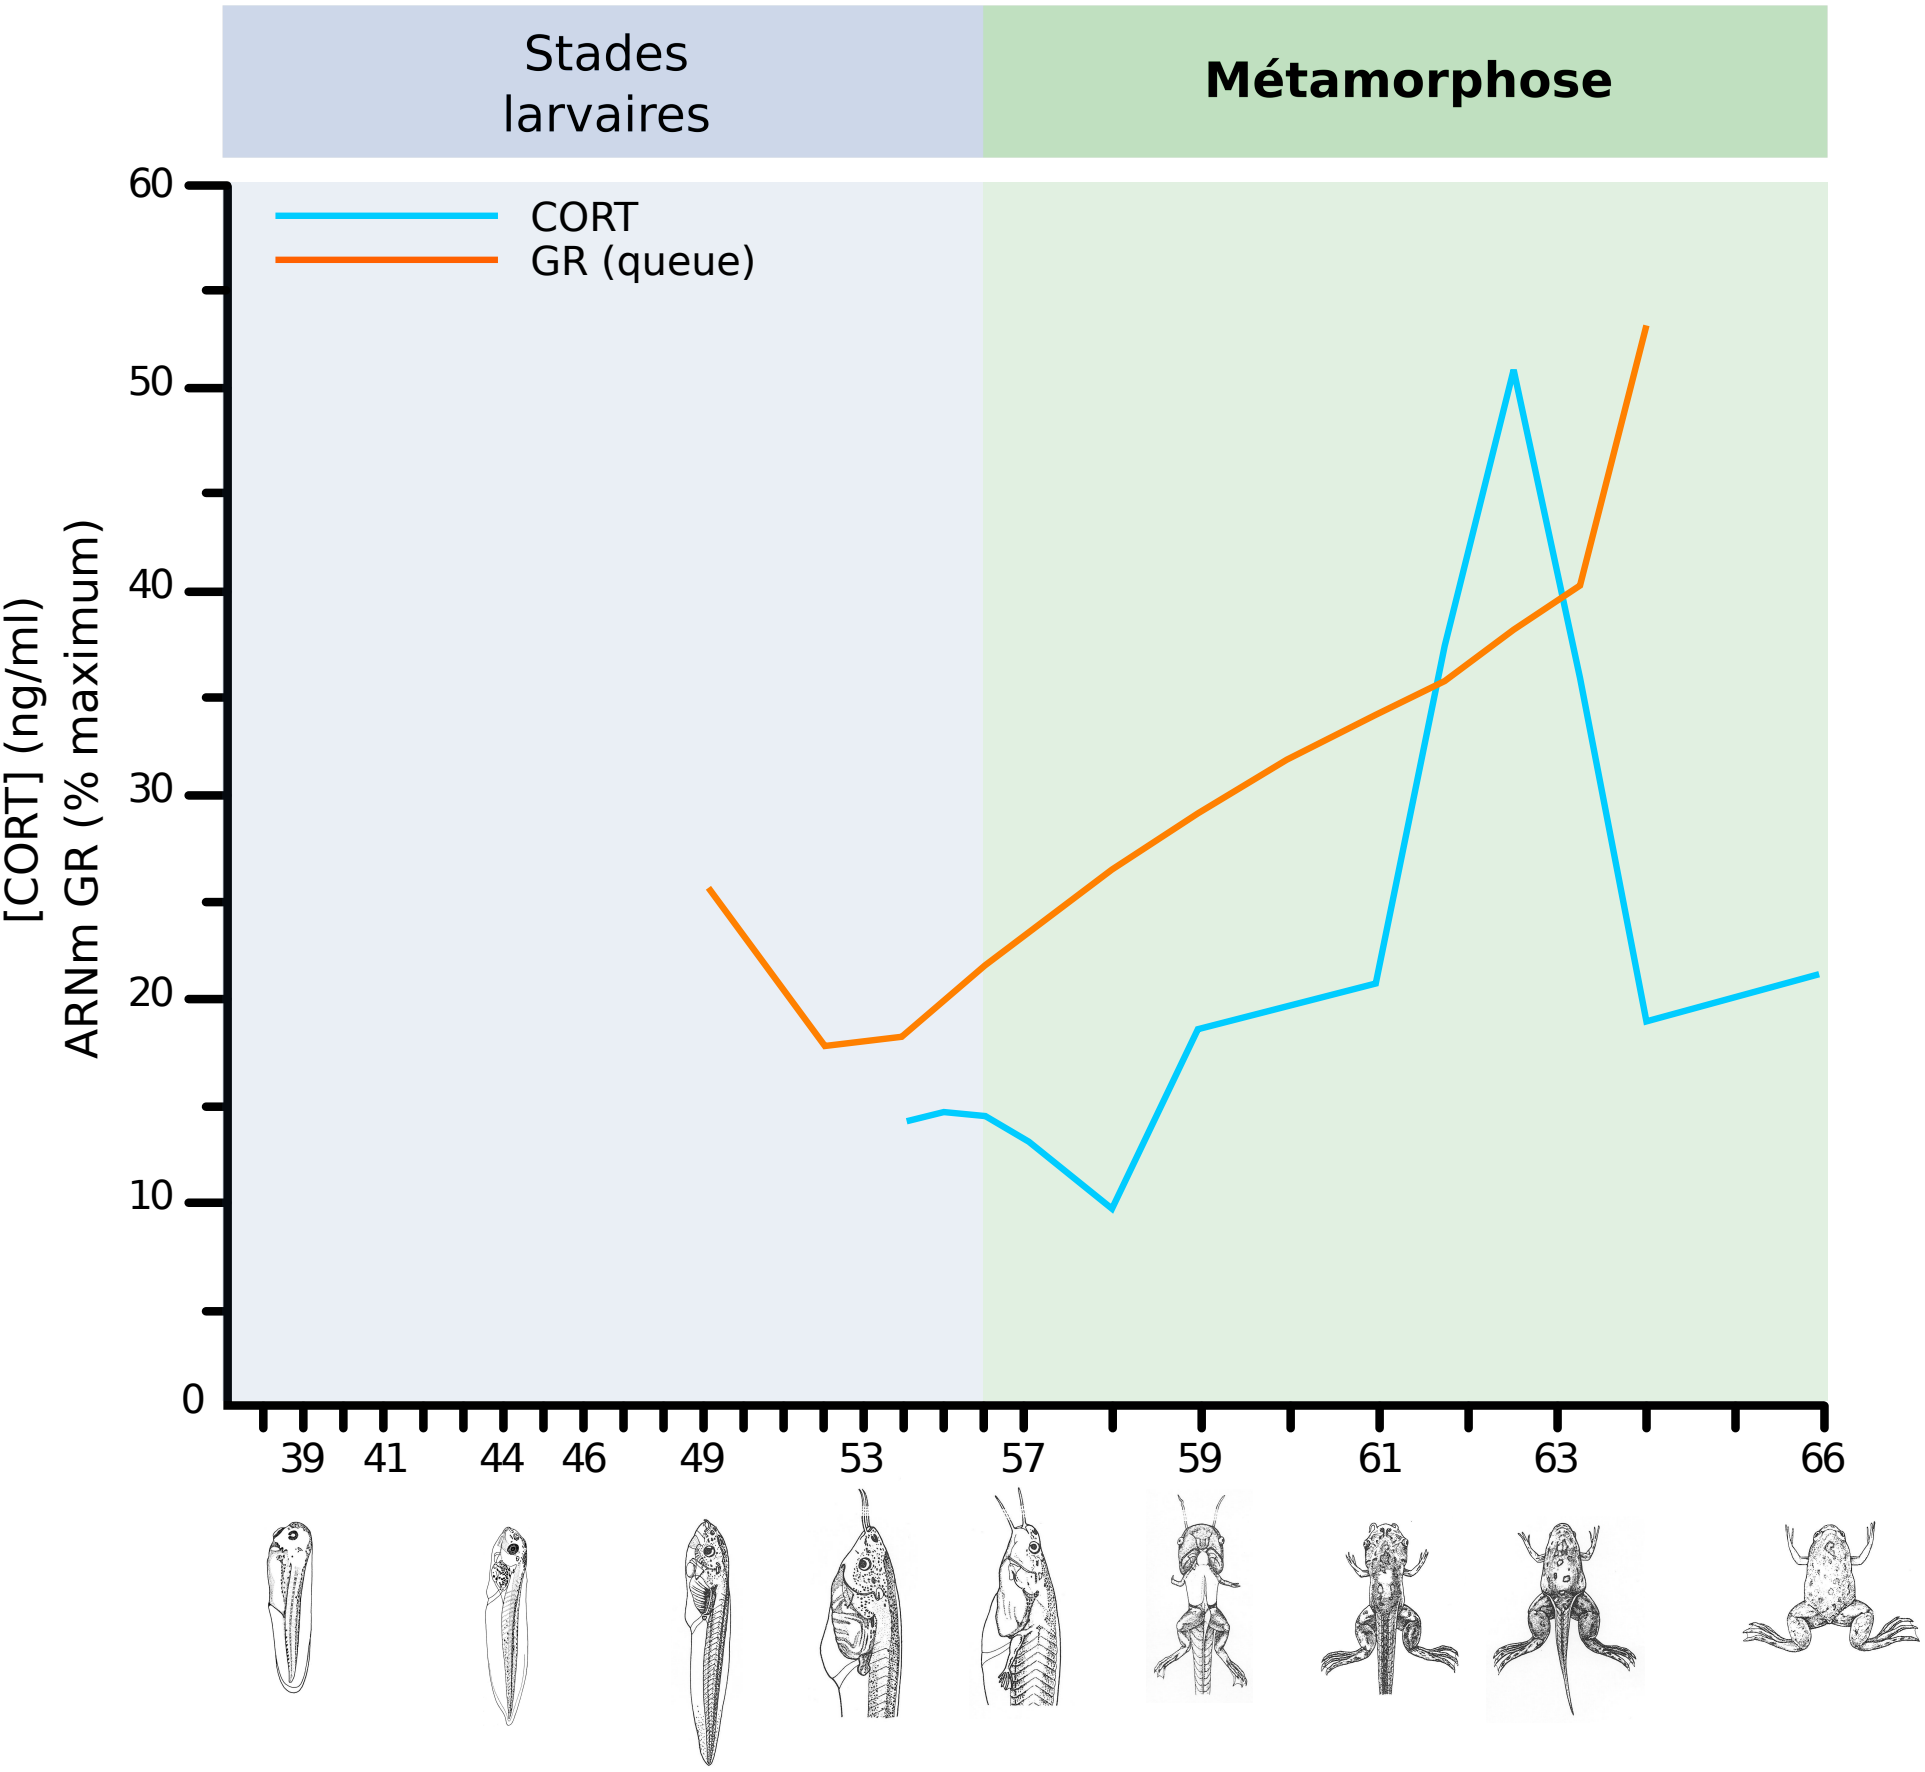 Stades
larvaires
Métamorphose
CORT
GR (queue)
[CORT] (ng/ml)
ARNm GR (% maximum)
60
50
40
30
20
10
0
39 41 44 46 49 53 57 59 61 63 66